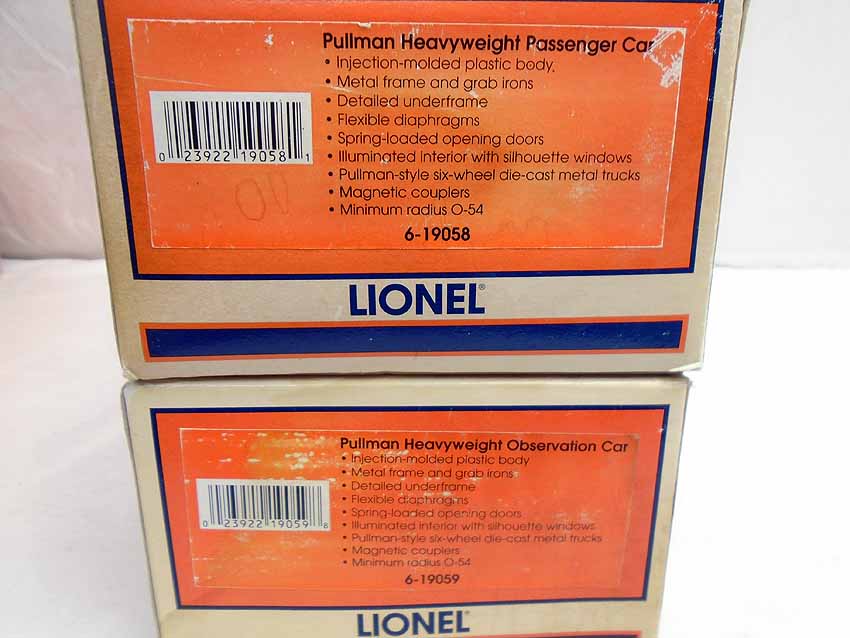 Pullman Heavyweight Passenger Car
• Injection-molded plastic body.
• Metal frame and grab irons
• Detailed underframe
• Flexible diaphragms
• Spring-loaded opening doors
• Illuminated interior with silhouette windows
• Pullman-style six-wheel die-cast metal trucks
• Magnetic couplers
• Minimum radius O-54
6-19058
0 23922 19058 1
LIONEL®
Pullman Heavyweight Observation Car
• Injection-molded plastic body
• Metal frame and grab irons
• Detailed underframe
• Flexible diaphragms
• Spring-loaded opening doors
• Illuminated interior with silhouette windows
• Pullman-style six-wheel die-cast metal trucks
• Magnetic couplers
• Minimum radius O-54
6-19059
0 23922 19059 8
LIONEL®